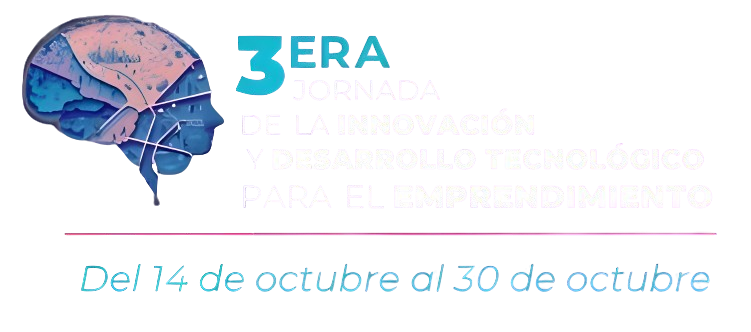 3ERA
JORNADA
DE LA INNOVACIÓN
Y DESARROLLO TECNOLÓGICO
PARA EL EMPRENDIMIENTO
Del 14 de octubre al 30 de octubre